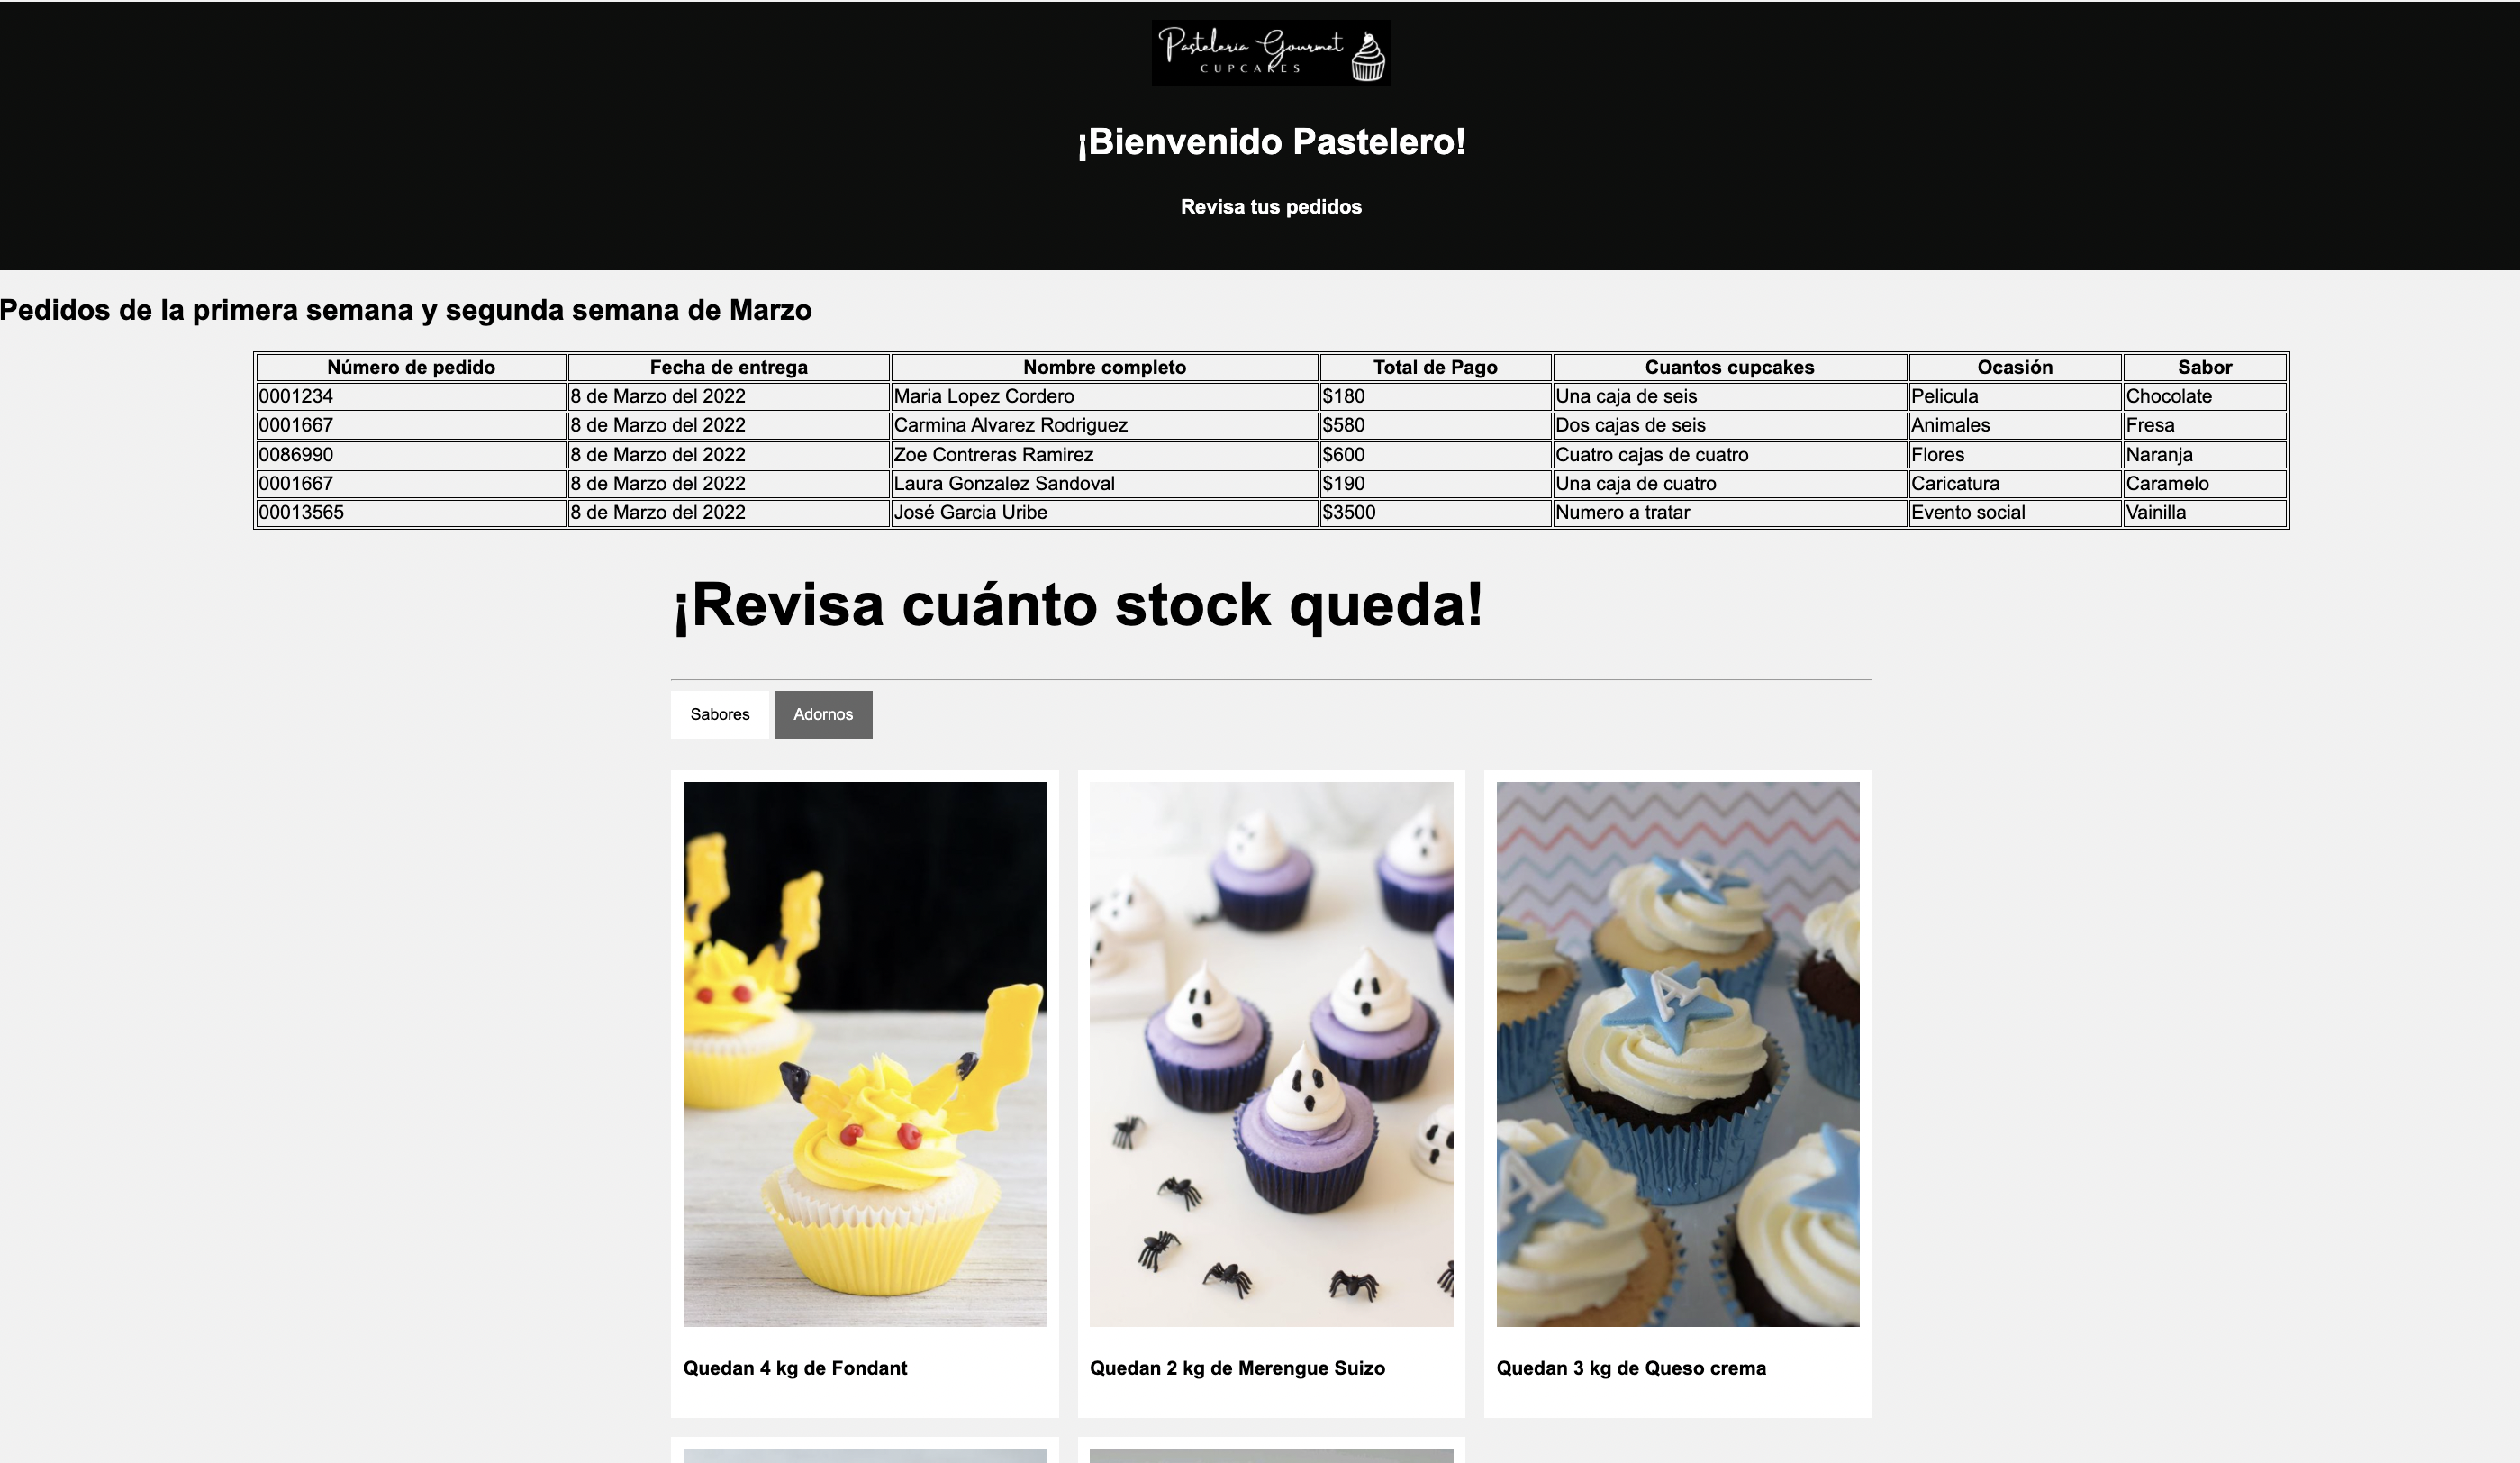 Pasteleria Gourmet
CUPCAKES
¡Bienvenido Pastelero!
Revisa tus pedidos
Pedidos de la primera semana y segunda semana de Marzo
Número de pedido Fecha de entrega Nombre completo Total de Pago Cuantos cupcakes Ocasión Sabor
0001234 8 de Marzo del 2022 Maria Lopez Cordero $180 Una caja de seis Pelicula Chocolate
0001667 8 de Marzo del 2022 Carmina Alvarez Rodriguez $580 Dos cajas de seis Animales Fresa
0086990 8 de Marzo del 2022 Zoe Contreras Ramirez $600 Cuatro cajas de cuatro Flores Naranja
0001667 8 de Marzo del 2022 Laura Gonzalez Sandoval $190 Una caja de cuatro Caricatura Caramelo
00013565 8 de Marzo del 2022 José Garcia Uribe $3500 Numero a tratar Evento social Vainilla
¡Revisa cuánto stock queda!
Sabores Adornos
A
A
A
Quedan 4 kg de Fondant Quedan 2 kg de Merengue Suizo Quedan 3 kg de Queso crema